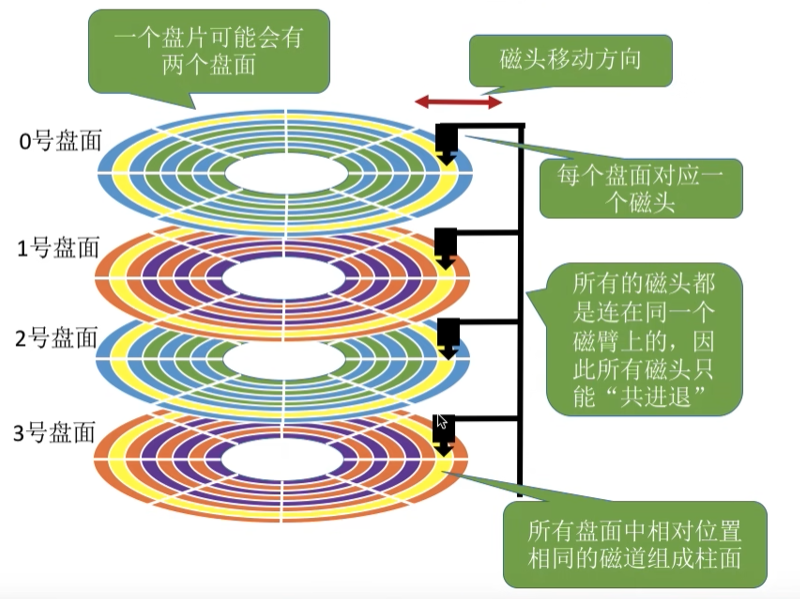 一个盘片可能会有
两个盘面
磁头移动方向
0号盘面
每个盘面对应一
个磁头
1号盘面
所有的磁头都
是连在同一个
磁臂上的，因
此所有磁头只
能“共进退”
2号盘面
3号盘面
所有盘面中相对位置
相同的磁道组成柱面